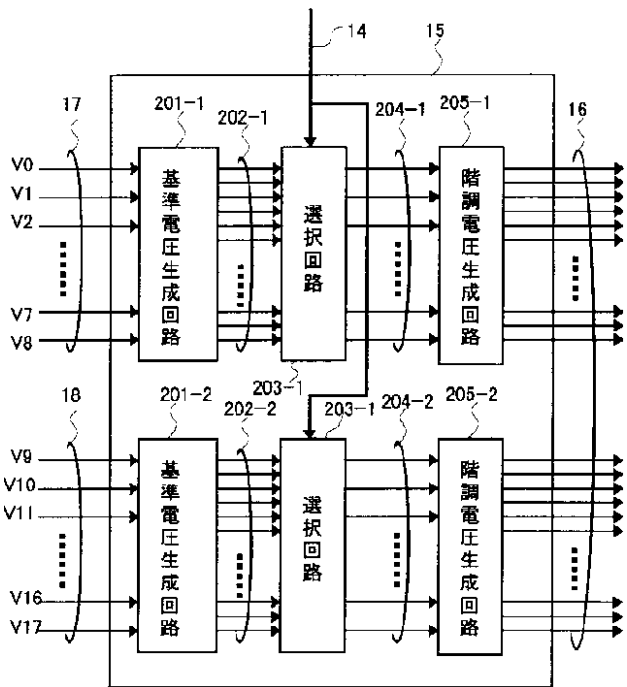 14
15
17
201-1
202-1
204-1
205-1
16
V0
V1
V2
V7
V8
基準電圧生成回路
選択回路
階調電圧生成回路
203-1
18
201-2
202-2
203-1
204-2
205-2
V9
V10
V11
V16
V17
基準電圧生成回路
選択回路
階調電圧生成回路